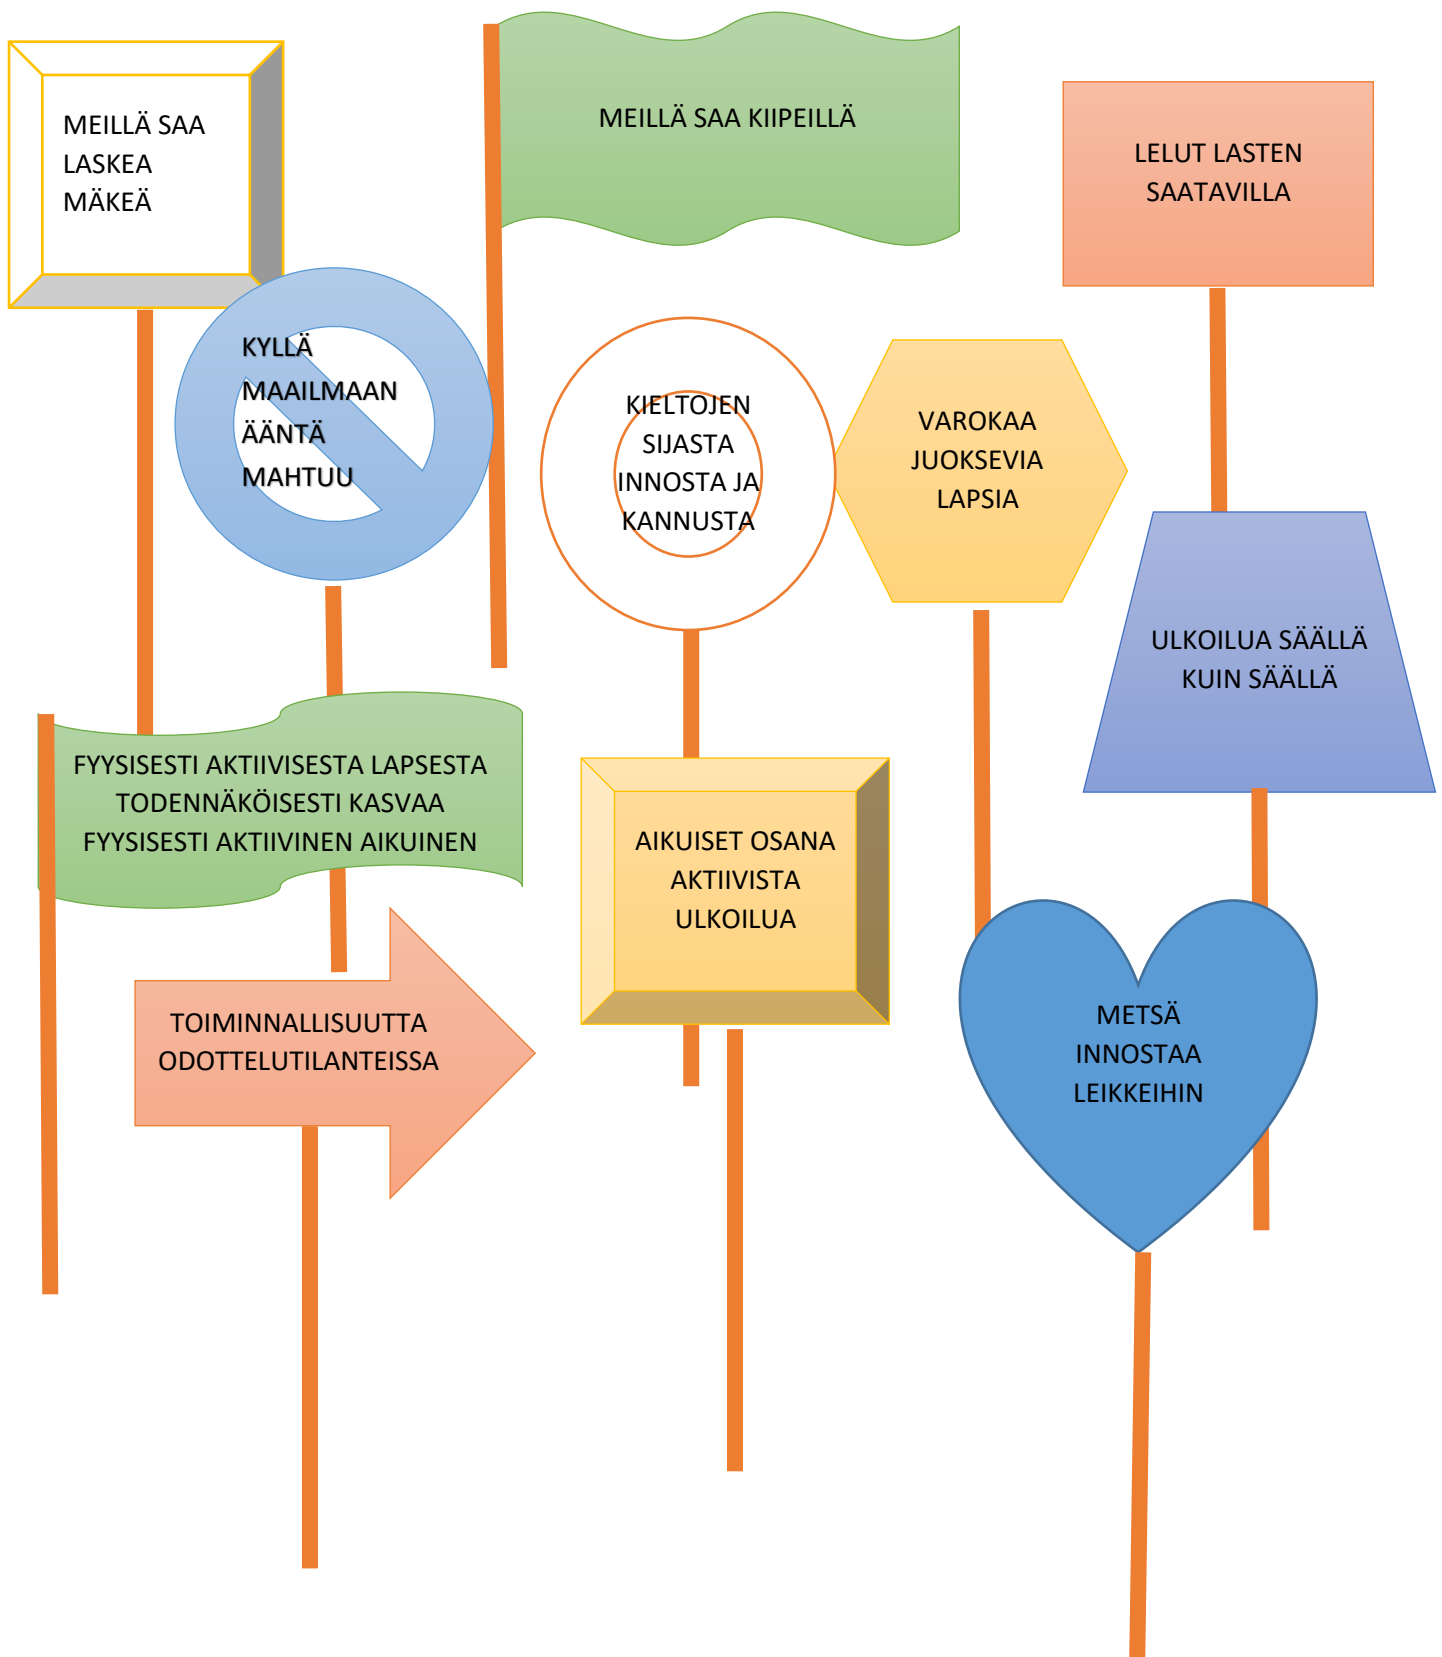 MEILLÄ SAA
LASKEA
MÄKEÄ
MEILLÄ SAA KIIPEILLÄ
LELUT LASTEN
SAATAVILLA
KYLLÄ
MAAILMAAN
ÄÄNTÄ
MAHTUU
KIELTOJEN
SIJASTA
INNOSTA JA
KANNUSTA
VAROKAA
JUOKSEVIA
LAPSIA
ULKOILUA SÄÄLLÄ
KUIN SÄÄLLÄ
FYYSISESTI AKTIIVISESTA LAPSESTA
TODENNÄKÖISESTI KASVAA
FYYSISESTI AKTIIVINEN AIKUINEN
AIKUISET OSANA
AKTIIVISTA
ULKOILUA
TOIMINNALLISUUTTA
ODOTTELUTILANTEISSA
METSÄ
INNOSTAA
LEIKKEIHIN